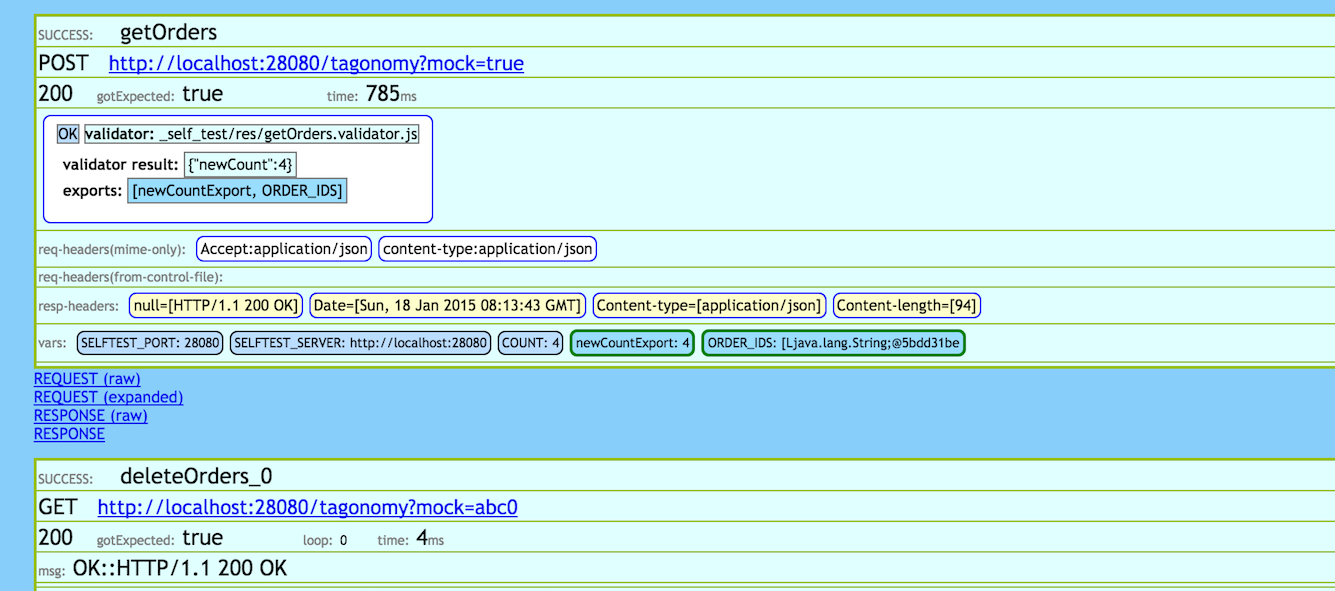 SUCCESS: getOrders
POST http://localhost:28080/tagonomy?mock=true
200 gotExpected: true time: 785ms
OK validator: _self_test/res/getOrders.validator.js
validator result: {"newCount":4}
exports: [newCountExport, ORDER_IDS]
req-headers(mime-only): Accept:application/json content-type:application/json
req-headers(from-control-file):
resp-headers: null=[HTTP/1.1 200 OK] Date=[Sun, 18 Jan 2015 08:13:43 GMT] Content-type=[application/json] Content-length=[94]
vars: SELFTEST_PORT: 28080 SELFTEST_SERVER: http://localhost:28080 COUNT: 4 newCountExport: 4 ORDER_IDS: [Ljava.lang.String;@5bdd31be
REQUEST (raw)
REQUEST (expanded)
RESPONSE (raw)
RESPONSE
SUCCESS: deleteOrders_0
GET http://localhost:28080/tagonomy?mock=abc0
200 gotExpected: true loop: 0 time: 4ms
msg: OK::HTTP/1.1 200 OK